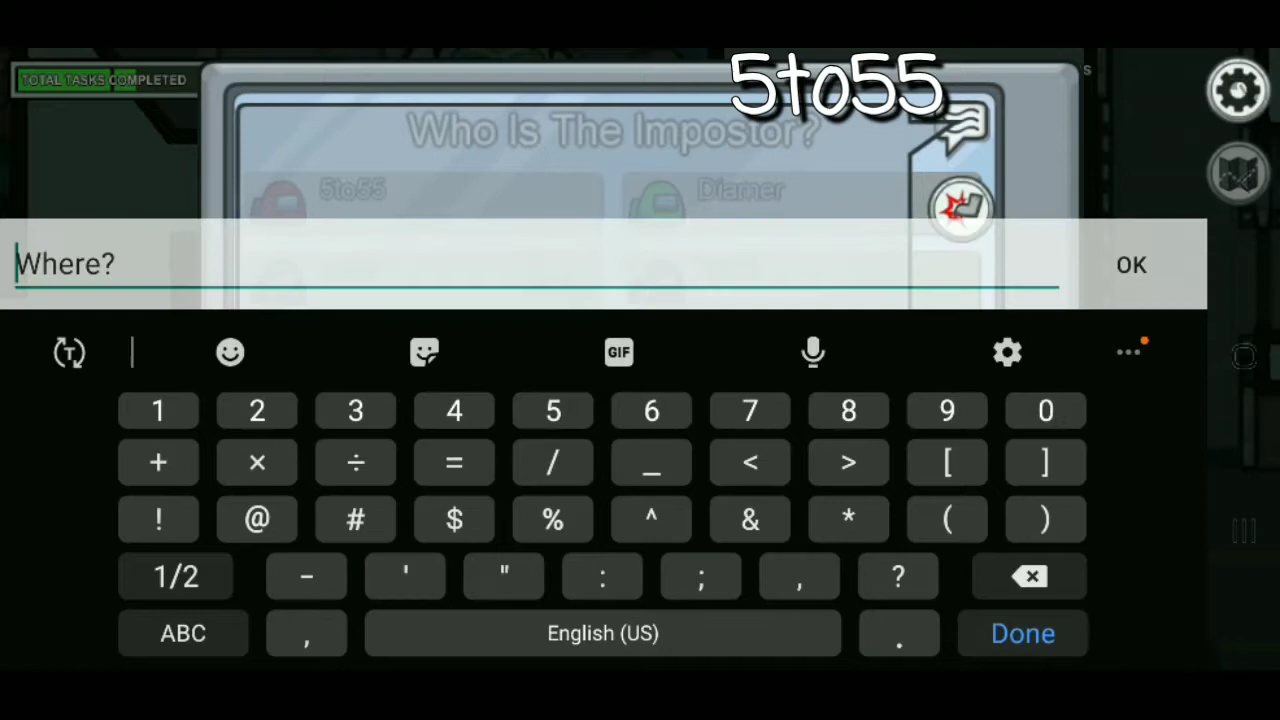 5to55
TOTAL TASKS COMPLETED
s
Who Is The Impostor?
5to55 Diamer
Where? OK
GIF
1 2 3 4 5 6 7 8 9 0
+ × ÷ = / _ < > [ ]
! @ # $ % ^ & * ( )
1/2 - ' " : ; , ?
ABC , English (US) . Done